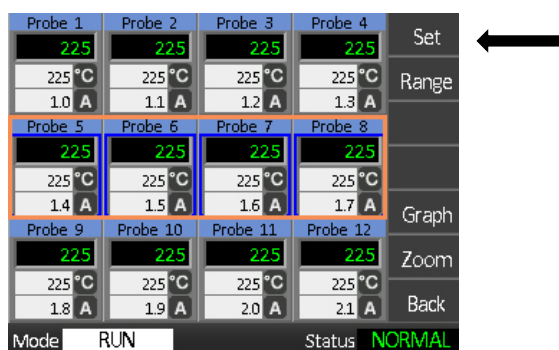 Probe 1 Probe 2 Probe 3 Probe 4 Set
225 225 225 225
225 °C 225 °C 225 °C 225 °C Range
1.0 A 1.1 A 1.2 A 1.3 A
Probe 5 Probe 6 Probe 7 Probe 8
225 225 225 225
225 °C 225 °C 225 °C 225 °C
1.4 A 1.5 A 1.6 A 1.7 A Graph
Probe 9 Probe 10 Probe 11 Probe 12
225 225 225 225 Zoom
225 °C 225 °C 225 °C 225 °C
1.8 A 1.9 A 2.0 A 2.1 A Back
Mode RUN Status NORMAL